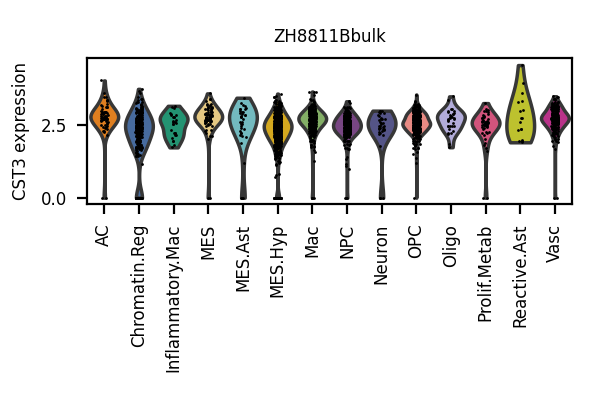 ZH8811Bbulk
CST3 expression
2.5
0.0
AC
Chromatin.Reg
Inflammatory.Mac
MES
MES.Ast
MES.Hyp
Mac
NPC
Neuron
OPC
Oligo
Prolif.Metab
Reactive.Ast
Vasc